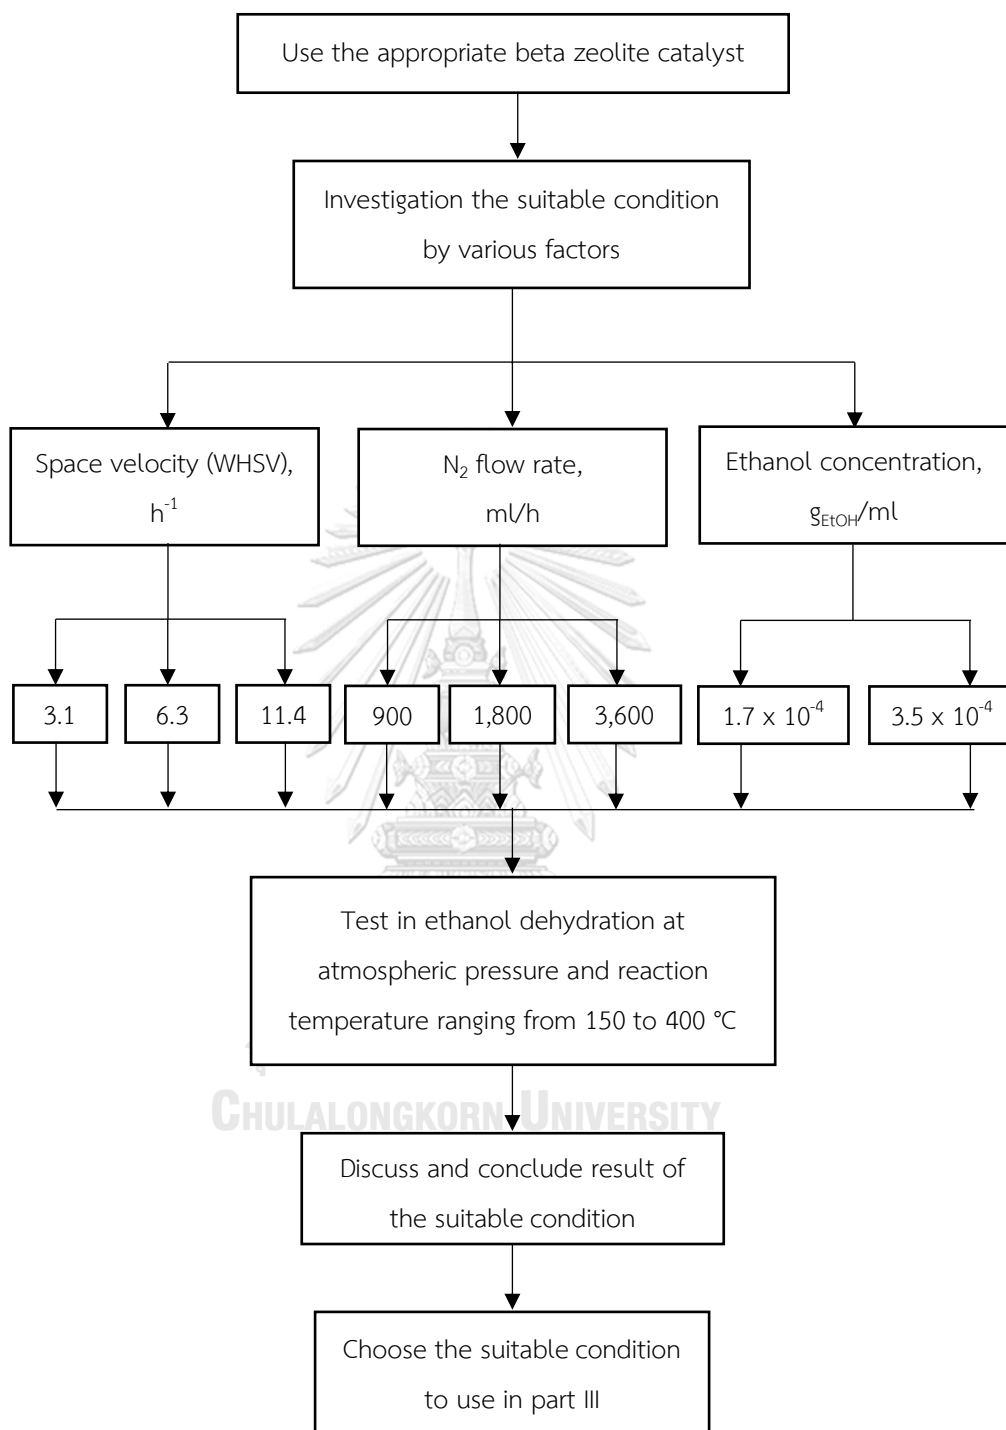 Use the appropriate beta zeolite catalyst
Investigation the suitable condition
by various factors
Space velocity (WHSV),
h⁻¹
N₂ flow rate,
ml/h
Ethanol concentration,
g_EtOH/ml
3.1
6.3
11.4
900
1,800
3,600
1.7 x 10⁻⁴
3.5 x 10⁻⁴
Test in ethanol dehydration at
atmospheric pressure and reaction
temperature ranging from 150 to 400 °C
CHULALONGKORN UNIVERSITY
Discuss and conclude result of
the suitable condition
Choose the suitable condition
to use in part III